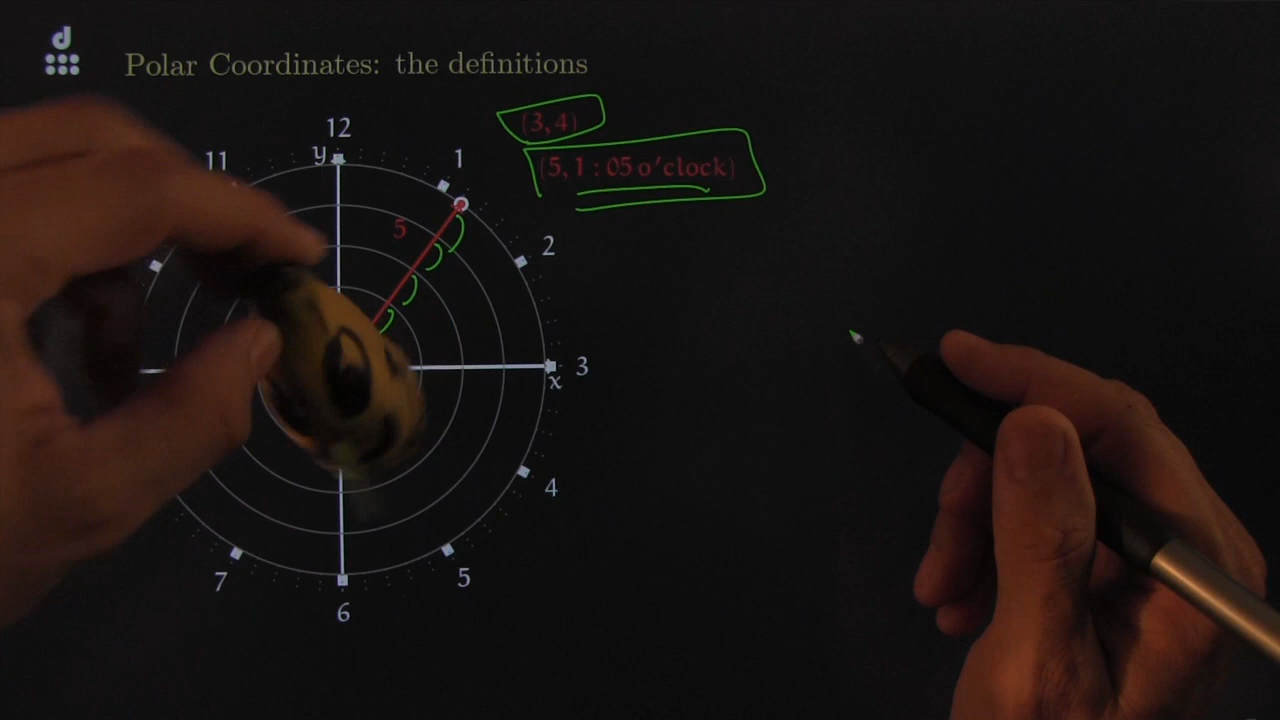 d
Polar Coordinates: the definitions
(3, 4)
(5, 1 : 05 o'clock)
12
y
11
1
5
2
3
x
4
7
5
6